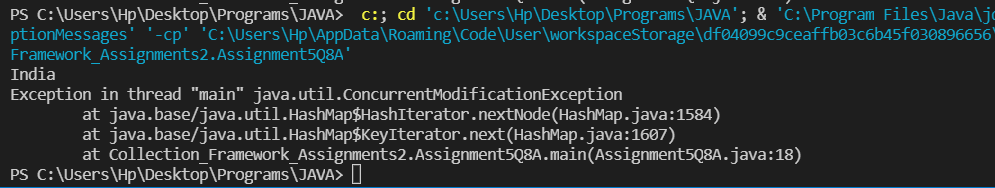 PS C:\Users\Hp\Desktop\Programs\JAVA>  c:; cd 'c:\Users\Hp\Desktop\Programs\JAVA'; & 'C:\Program Files\Java\
ptionMessages' '-cp' 'C:\Users\Hp\AppData\Roaming\Code\User\workspaceStorage\df04099c9ceaffb03c6b45f030896656\
Framework_Assignments2.Assignment5Q8A'
India
Exception in thread "main" java.util.ConcurrentModificationException
        at java.base/java.util.HashMap$HashIterator.nextNode(HashMap.java:1584)
        at java.base/java.util.HashMap$KeyIterator.next(HashMap.java:1607)
        at Collection_Framework_Assignments2.Assignment5Q8A.main(Assignment5Q8A.java:18)
PS C:\Users\Hp\Desktop\Programs\JAVA>